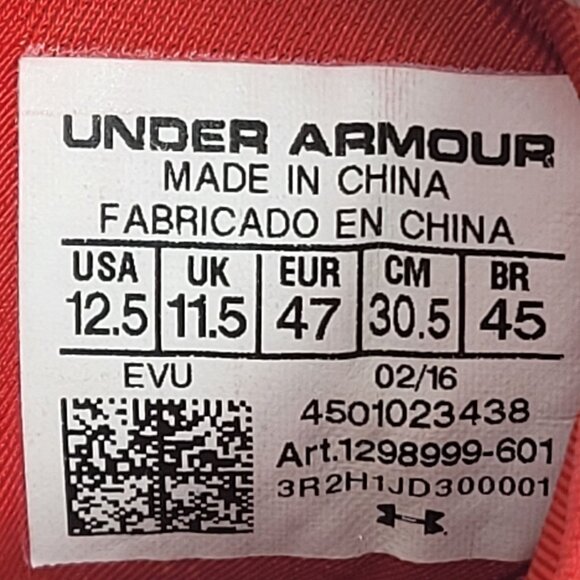 UNDER ARMOUR
MADE IN CHINA
FABRICADO EN CHINA
USA UK EUR CM BR
12.5 11.5 47 30.5 45
EVU 02/16
4501023438
Art.1298999-601
3R2H1JD300001